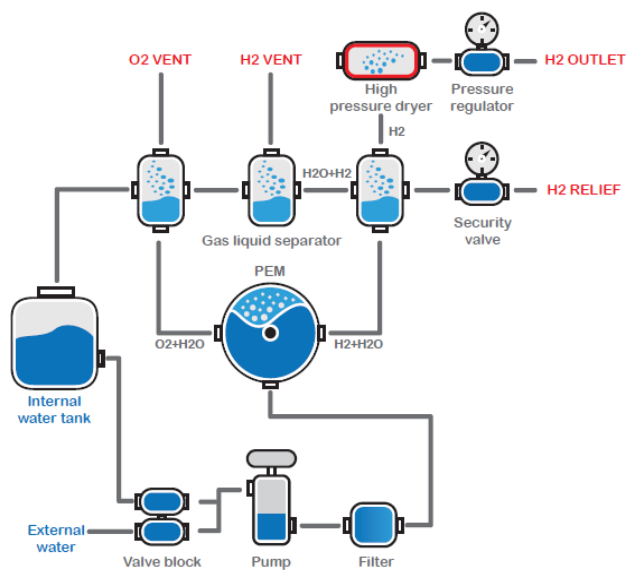 O2 VENT
H2 VENT
H2 OUTLET
High
pressure dryer
Pressure
regulator
H2
H2O+H2
H2 RELIEF
Gas liquid separator
Security
valve
PEM
O2+H2O
H2+H2O
Internal
water tank
External
water
Valve block
Pump
Filter